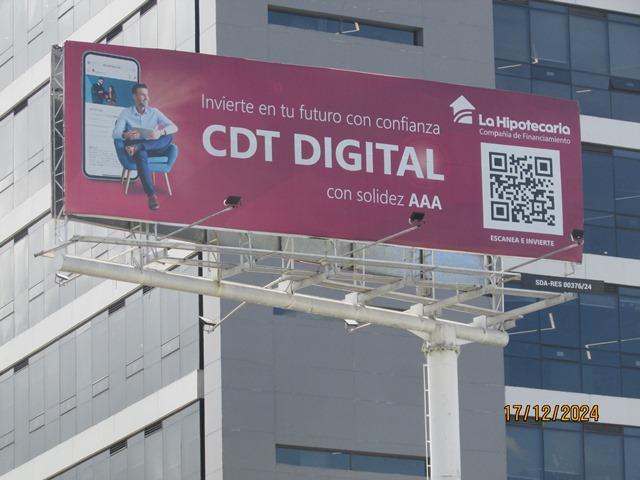 Invierte en tu futuro con confianza
CDT DIGITAL
con solidez AAA
La Hipotecaria
Compañía de Financiamiento
ESCANEA E INVIERTE
SDA-RES 00376/24
17/12/2024